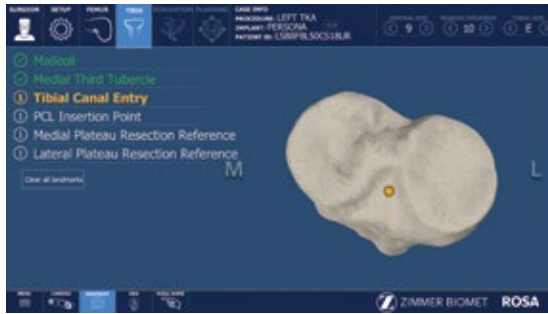 SURGEON SETUP FEMUR TIBIA
CASE INFO
PROCEDURE: LEFT TKA
IMPLANT: PERSONA
9 10 E
Malleoli
Medial Third Tubercle
Tibial Canal Entry
PCL Insertion Point
Medial Plateau Resection Reference
Lateral Plateau Resection Reference
Clear all landmarks
M L
ZIMMER BIOMET ROSA